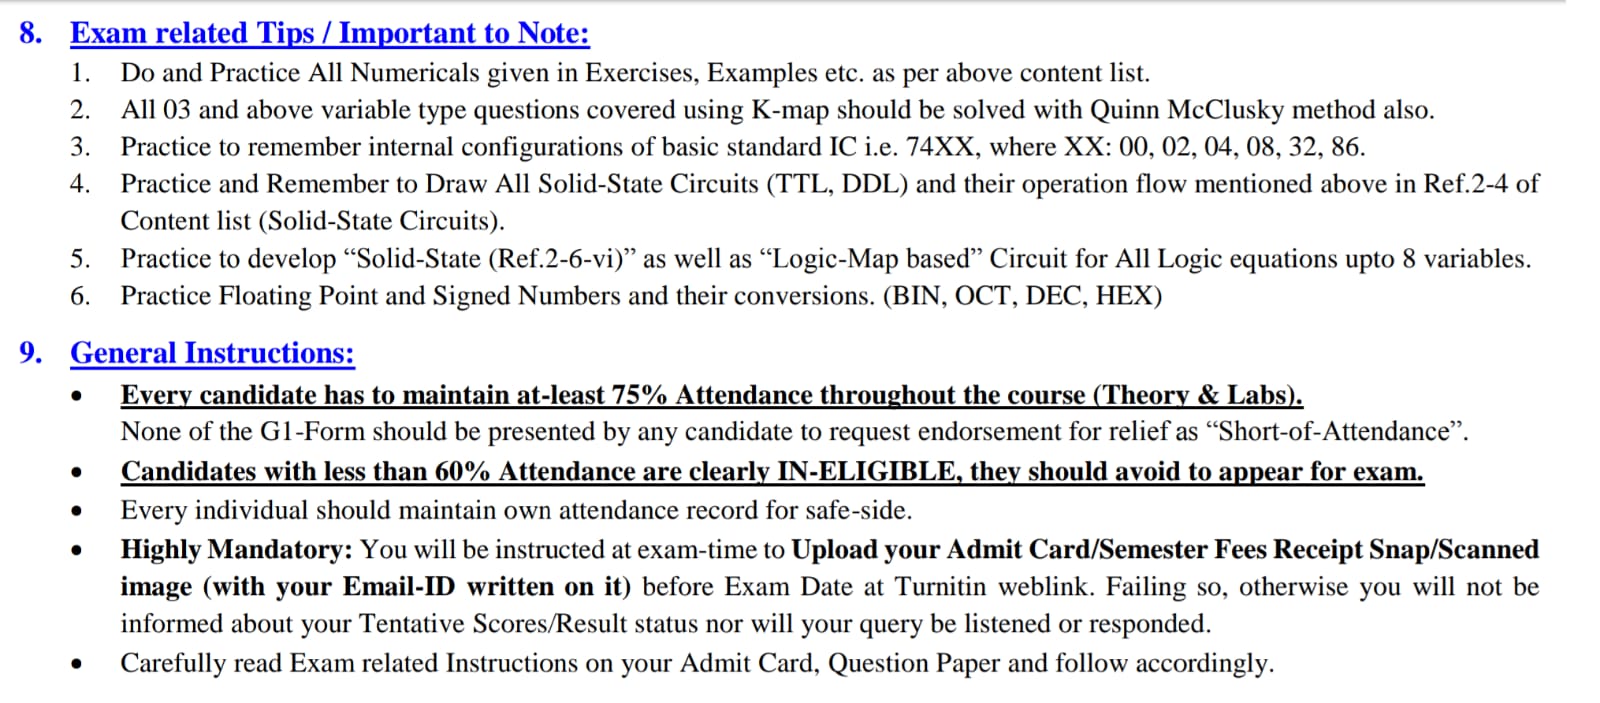 8. Exam related Tips / Important to Note:
1. Do and Practice All Numericals given in Exercises, Examples etc. as per above content list.
2. All 03 and above variable type questions covered using K-map should be solved with Quinn McClusky method also.
3. Practice to remember internal configurations of basic standard IC i.e. 74XX, where XX: 00, 02, 04, 08, 32, 86.
4. Practice and Remember to Draw All Solid-State Circuits (TTL, DDL) and their operation flow mentioned above in Ref.2-4 of
Content list (Solid-State Circuits).
5. Practice to develop “Solid-State (Ref.2-6-vi)” as well as “Logic-Map based” Circuit for All Logic equations upto 8 variables.
6. Practice Floating Point and Signed Numbers and their conversions. (BIN, OCT, DEC, HEX)
9. General Instructions:
• Every candidate has to maintain at-least 75% Attendance throughout the course (Theory & Labs).
None of the G1-Form should be presented by any candidate to request endorsement for relief as “Short-of-Attendance”.
• Candidates with less than 60% Attendance are clearly IN-ELIGIBLE, they should avoid to appear for exam.
• Every individual should maintain own attendance record for safe-side.
• Highly Mandatory: You will be instructed at exam-time to Upload your Admit Card/Semester Fees Receipt Snap/Scanned
image (with your Email-ID written on it) before Exam Date at Turnitin weblink. Failing so, otherwise you will not be
informed about your Tentative Scores/Result status nor will your query be listened or responded.
• Carefully read Exam related Instructions on your Admit Card, Question Paper and follow accordingly.